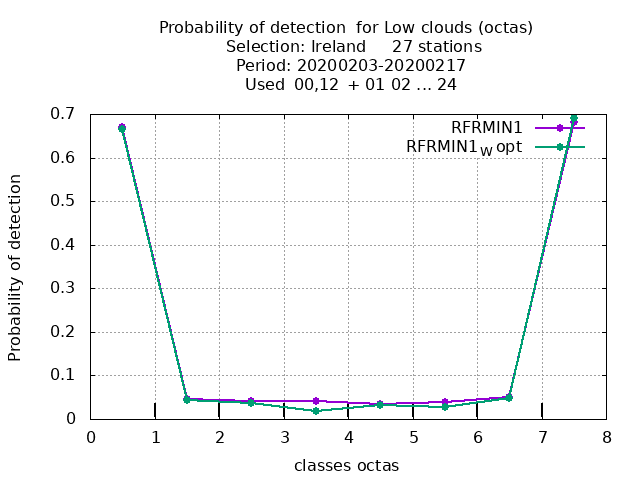 Probability of detection  for Low clouds (octas)
Selection: Ireland     27 stations
Period: 20200203-20200217
Used  00,12  + 01 02 ... 24
RFRMIN1
RFRMIN1W opt
Probability of detection
0.7
0.6
0.5
0.4
0.3
0.2
0.1
0
0 1 2 3 4 5 6 7 8
classes octas